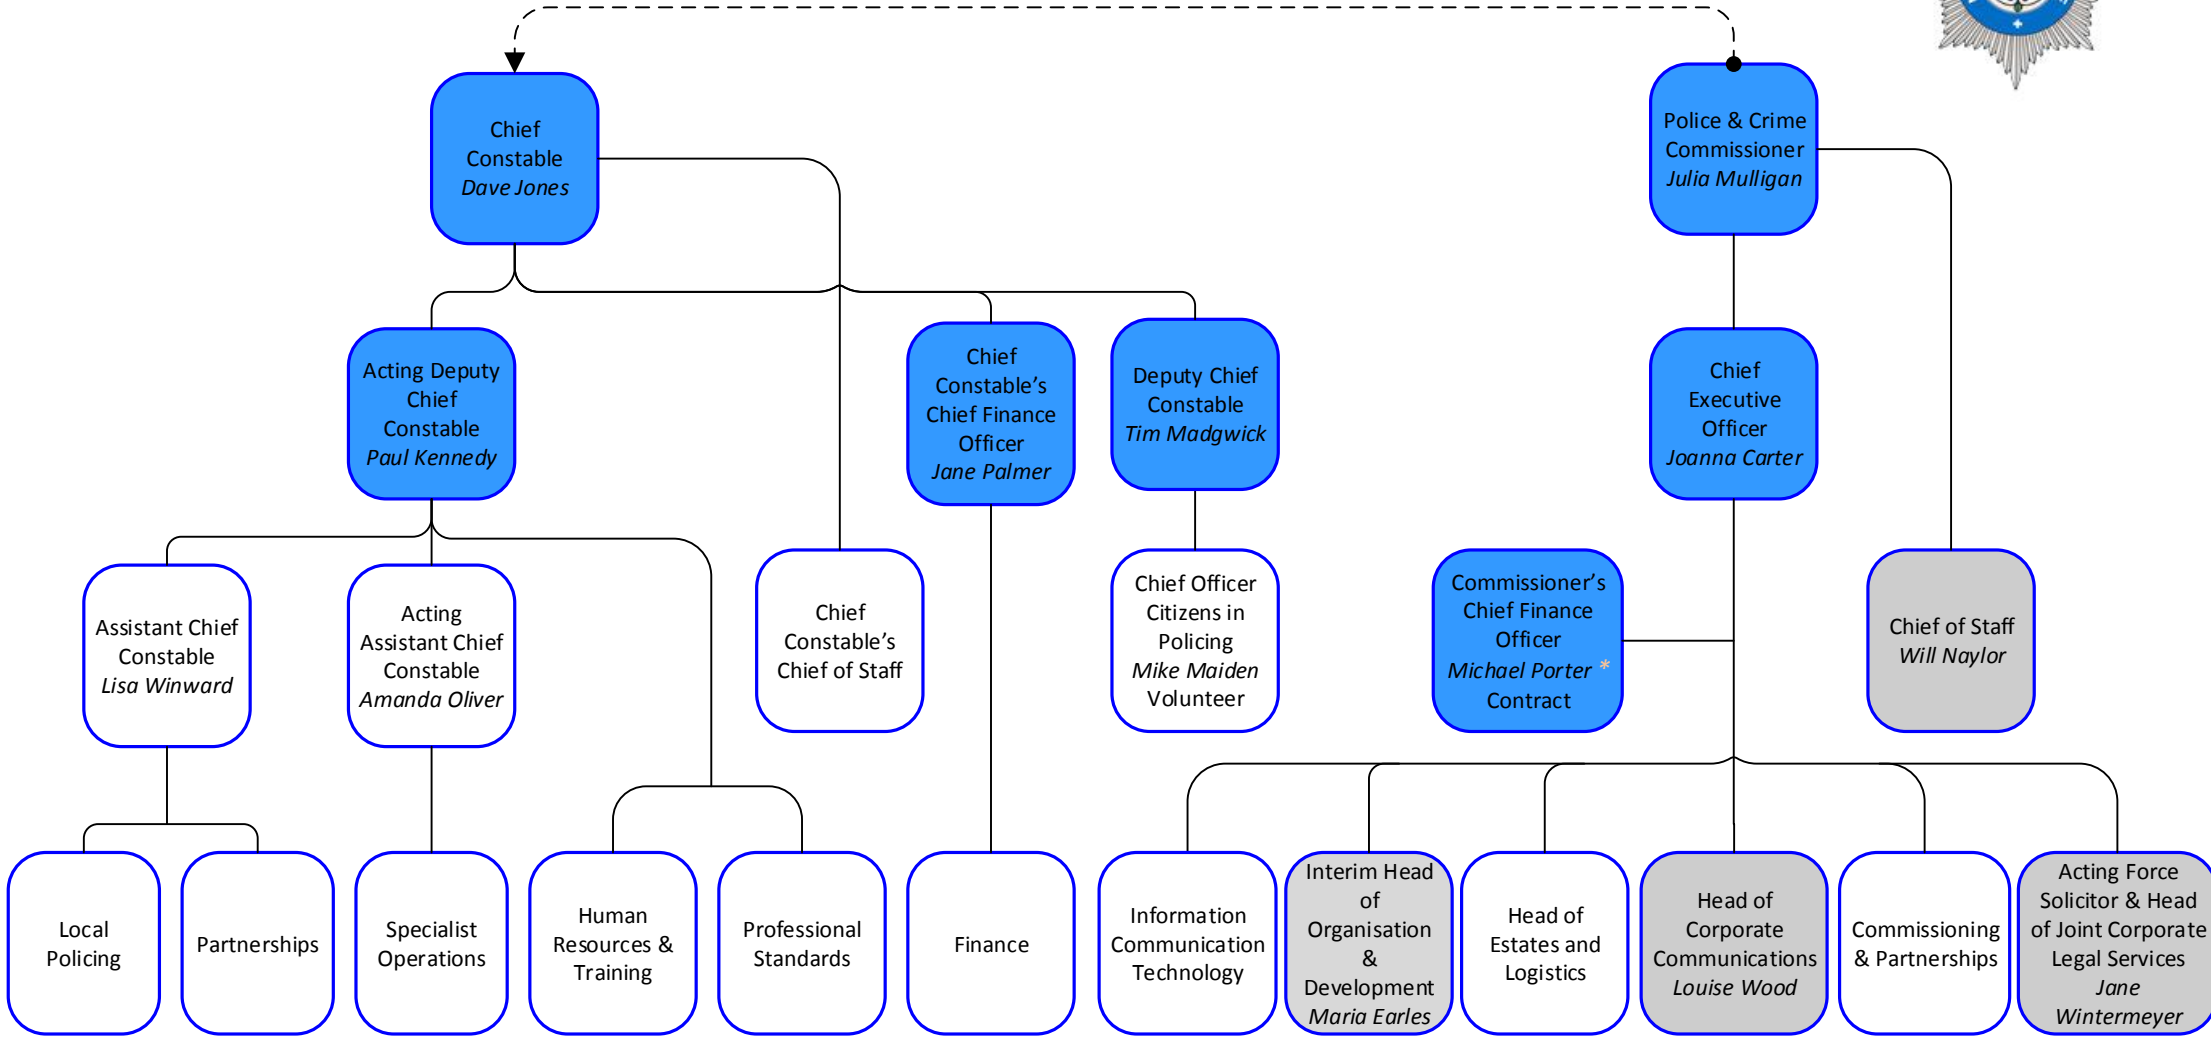 Chief
Constable
Dave Jones
Police & Crime
Commissioner
Julia Mulligan
Acting Deputy
Chief
Constable
Paul Kennedy
Chief
Constable’s
Chief Finance
Officer
Jane Palmer
Deputy Chief
Constable
Tim Madgwick
Chief
Executive
Officer
Joanna Carter
Assistant Chief
Constable
Lisa Winward
Acting
Assistant Chief
Constable
Amanda Oliver
Chief
Constable’s
Chief of Staff
Chief Officer
Citizens in
Policing
Mike Maiden
Volunteer
Commissioner’s
Chief Finance
Officer
Michael Porter *
Contract
Chief of Staff
Will Naylor
Local
Policing
Partnerships
Specialist
Operations
Human
Resources &
Training
Professional
Standards
Finance
Information
Communication
Technology
Interim Head
of
Organisation
&
Development
Maria Earles
Head of
Estates and
Logistics
Head of
Corporate
Communications
Louise Wood
Commissioning
& Partnerships
Acting Force
Solicitor & Head
of Joint Corporate
Legal Services
Jane
Wintermeyer